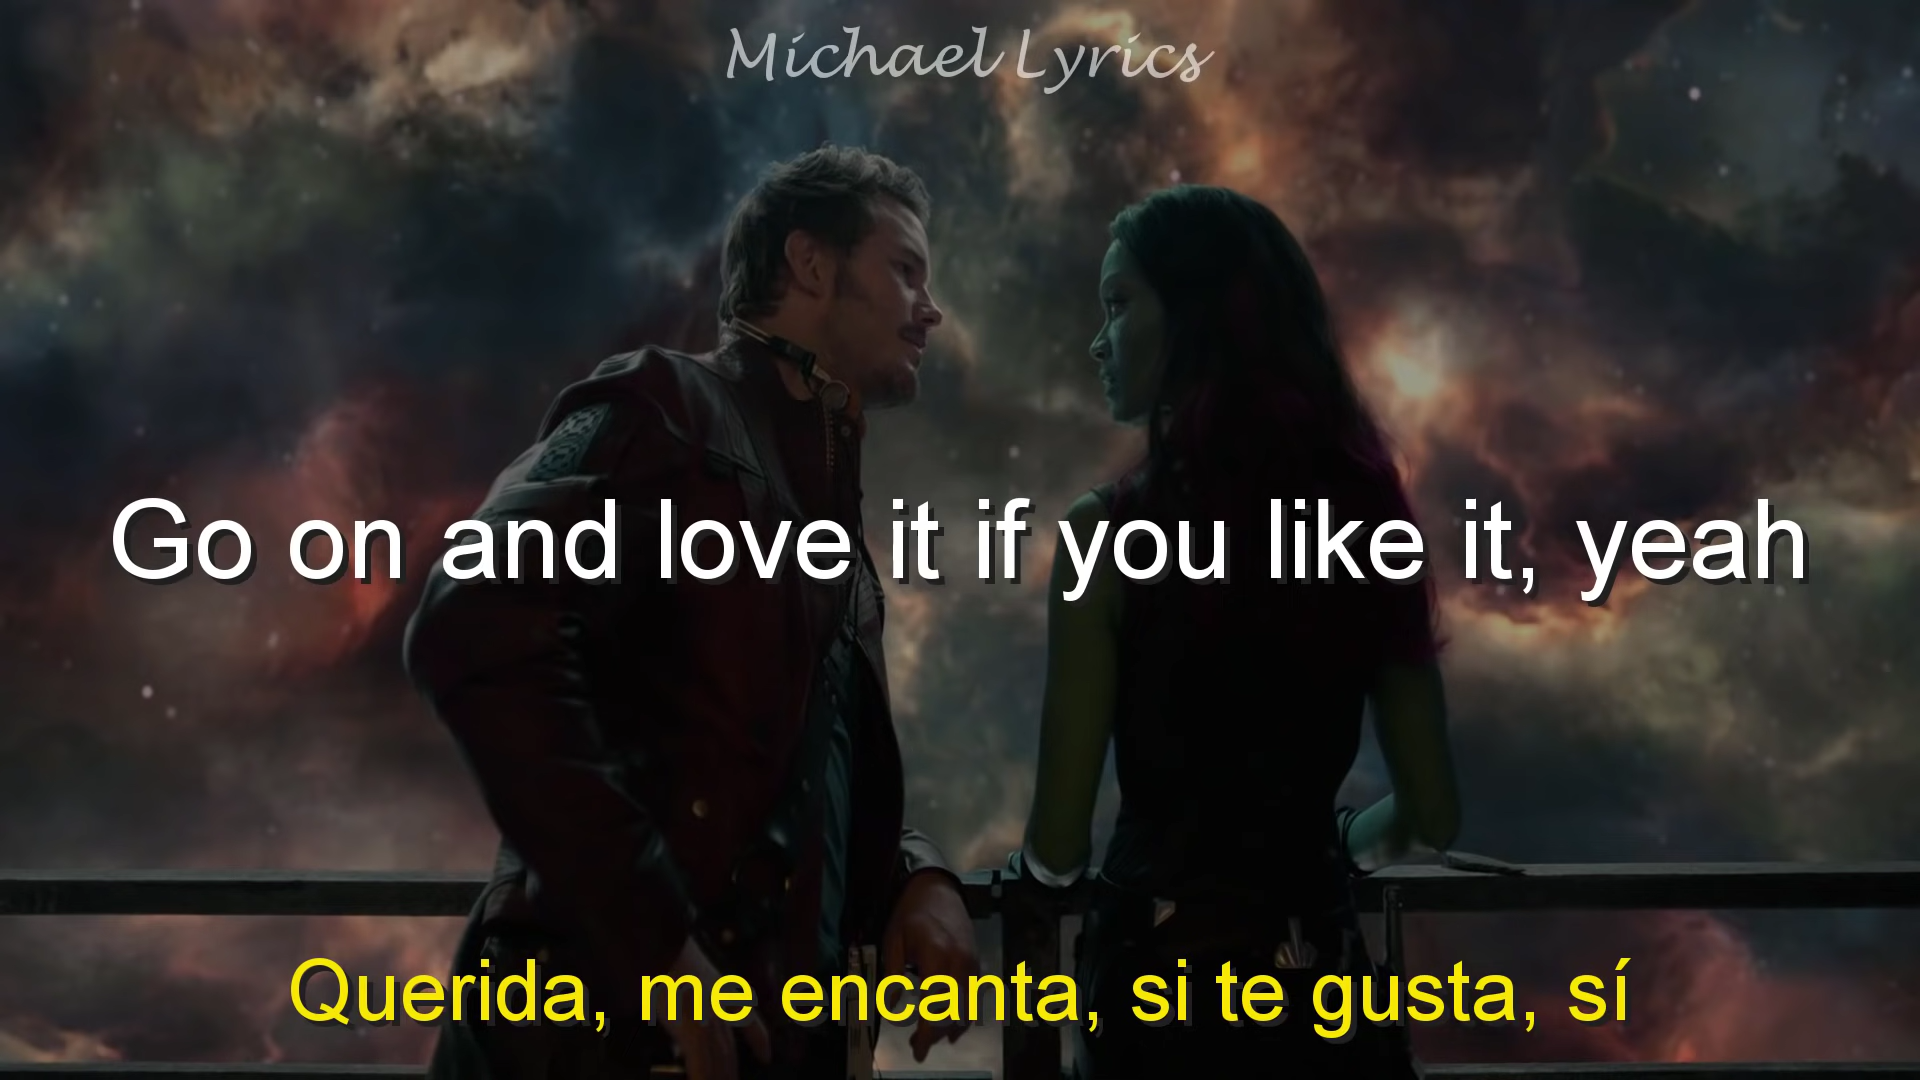 Michael Lyrics
Go on and love it if you like it, yeah
Querida, me encanta, si te gusta, sí